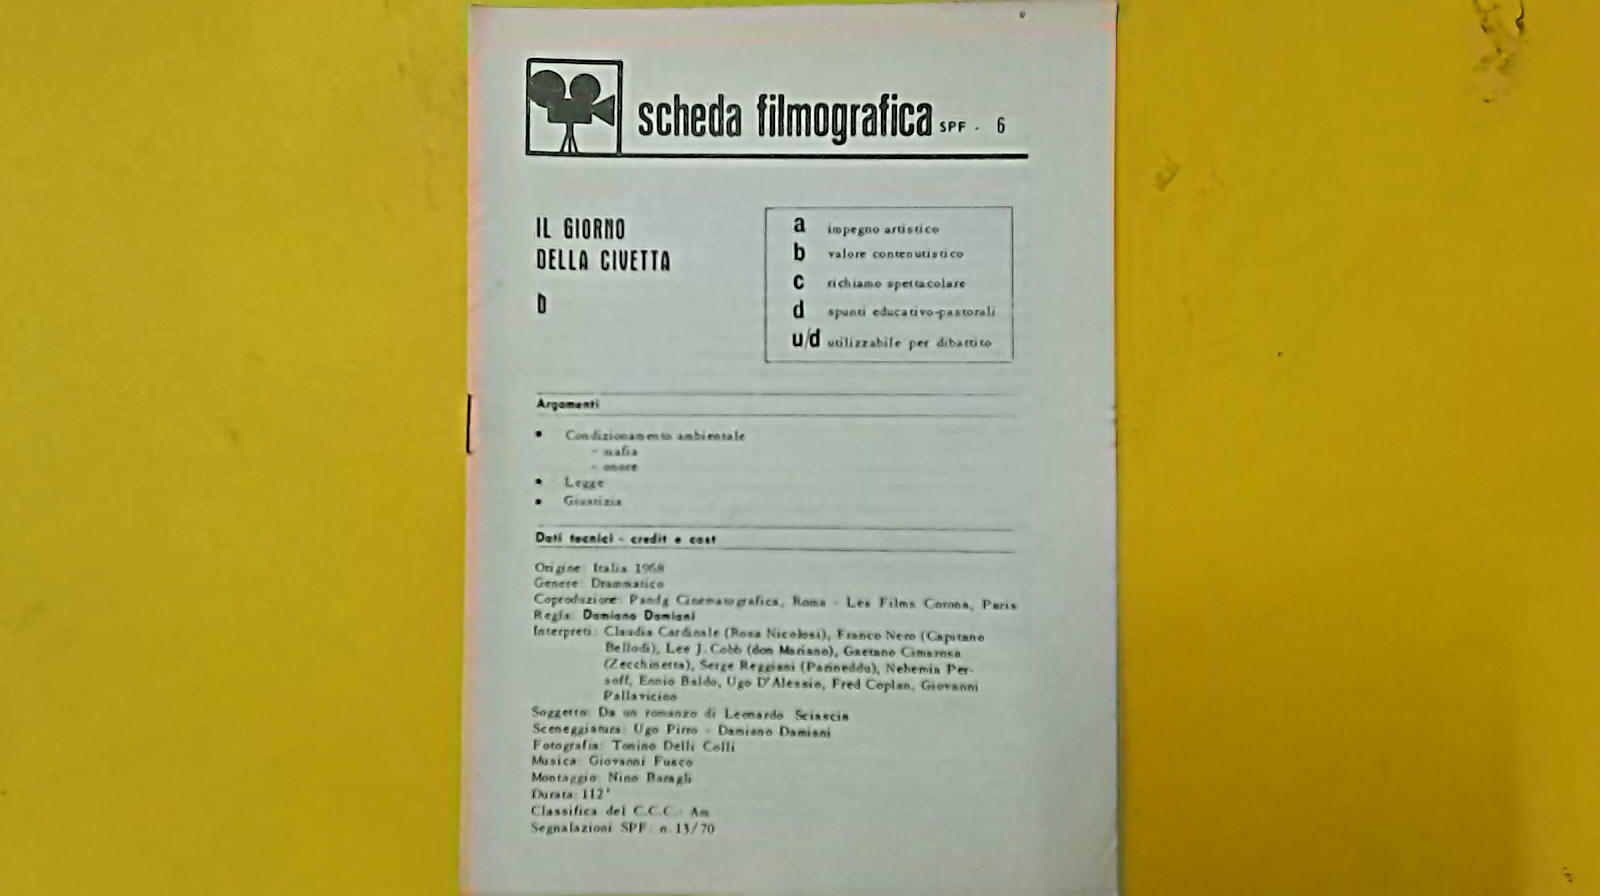 scheda filmografica SPF - 6
IL GIORNO
DELLA CIVETTA
b
a impegno artistico
b valore contenutistico
c richiamo spettacolare
d spunti educativo-pastorali
u/d utilizzabile per dibattito
Argomenti
• Condizionamento ambientale
- mafia
- onore
• Legge
• Giustizia
Dati tecnici - credit e cast
Origine: Italia 1968
Genere: Drammatico
Coproduzione: Pandg Cinematografica, Roma - Les Films Corona, Paris
Regia: Damiano Damiani
Interpreti: Claudia Cardinale (Rosa Nicolosi), Franco Nero (Capitano
Bellodi), Lee J. Cobb (don Mariano), Gaetano Cimarosa
(Zecchinetta), Serge Reggiani (Parineddu), Nehemia Per-
soff, Ennio Baldo, Ugo D'Alessio, Fred Coplan, Giovanni
Pallavicino
Soggetto: Da un romanzo di Leonardo Sciascia
Sceneggiatura: Ugo Pirro - Damiano Damiani
Fotografia: Tonino Delli Colli
Musica: Giovanni Fusco
Montaggio: Nino Baragli
Durata: 112'
Classifica del C.C.C.: Am
Segnalazioni SPF: n. 13/70